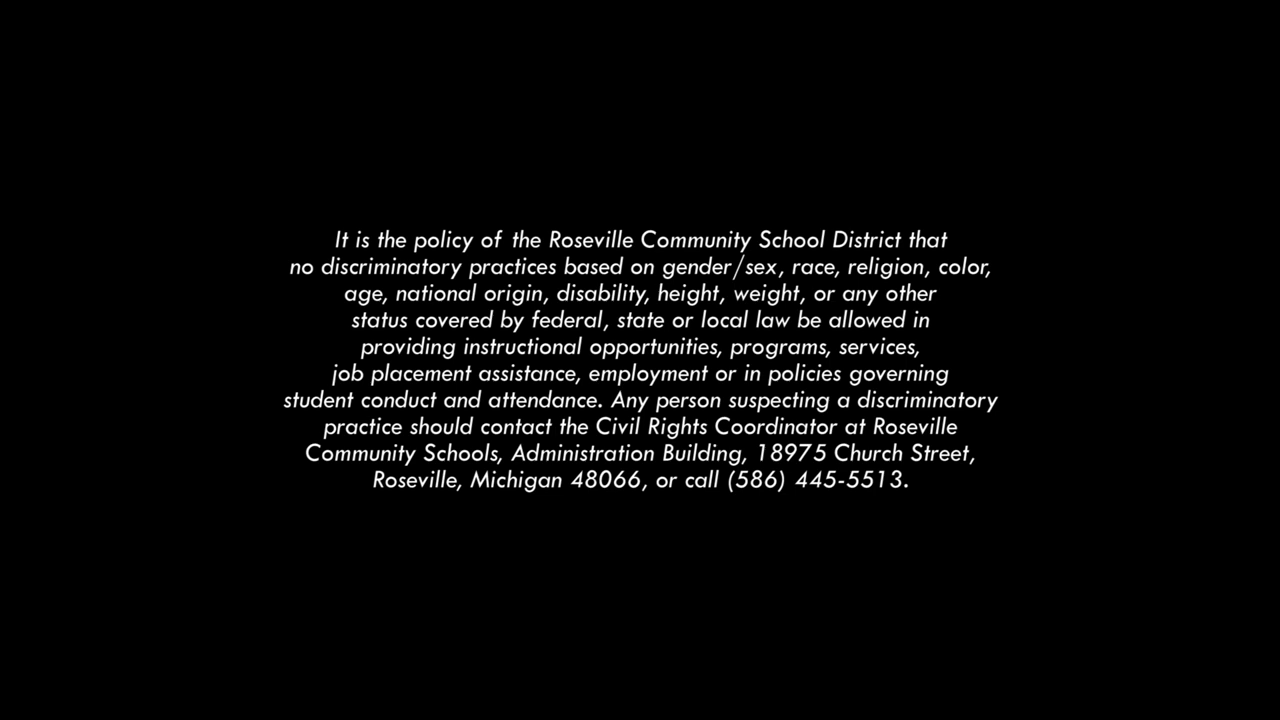 It is the policy of the Roseville Community School District that
no discriminatory practices based on gender/sex, race, religion, color,
age, national origin, disability, height, weight, or any other
status covered by federal, state or local law be allowed in
providing instructional opportunities, programs, services,
job placement assistance, employment or in policies governing
student conduct and attendance. Any person suspecting a discriminatory
practice should contact the Civil Rights Coordinator at Roseville
Community Schools, Administration Building, 18975 Church Street,
Roseville, Michigan 48066, or call (586) 445-5513.